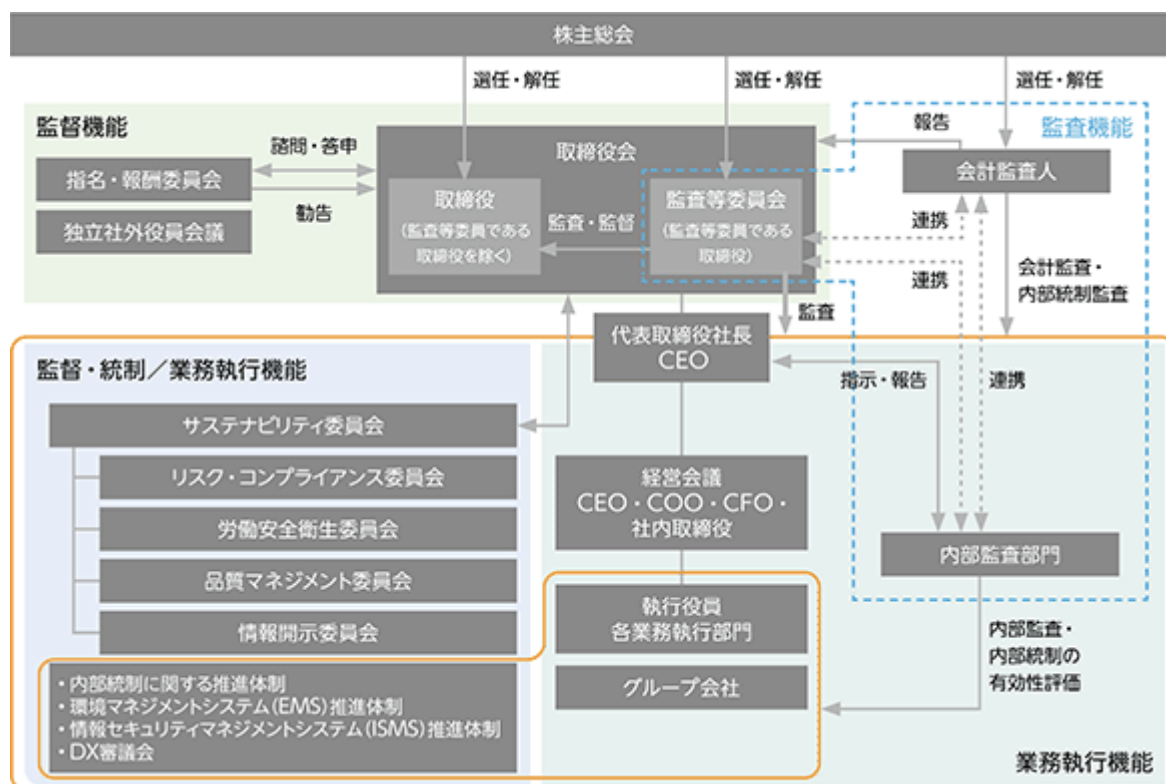 株主総会
選任・解任
選任・解任
選任・解任
監督機能
諮問・答申
指名・報酬委員会
勧告
独立社外役員会議
取締役会
取締役
(監査等委員である
取締役を除く)
監査・監督
監査等委員会
(監査等委員である
取締役)
報告
監査機能
会計監査人
連携
連携
会計監査・
内部統制監査
監査
代表取締役社長
CEO
指示・報告
連携
監督・統制／業務執行機能
サステナビリティ委員会
リスク・コンプライアンス委員会
労働安全衛生委員会
品質マネジメント委員会
情報開示委員会
・内部統制に関する推進体制
・環境マネジメントシステム(EMS)推進体制
・情報セキュリティマネジメントシステム(ISMS)推進体制
・DX審議会
経営会議
CEO・COO・CFO・
社内取締役
執行役員
各業務執行部門
グループ会社
内部監査部門
内部監査・
内部統制の
有効性評価
業務執行機能